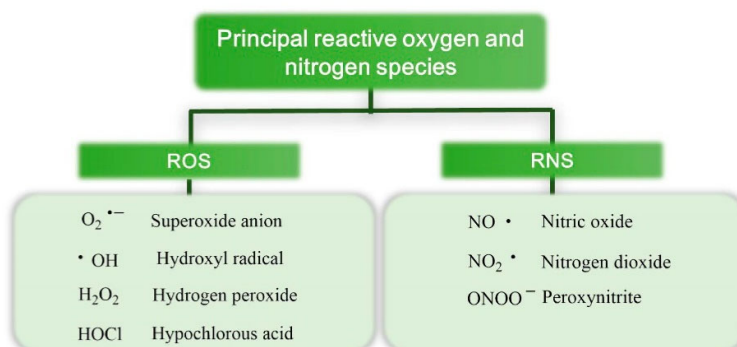 Principal reactive oxygen and
nitrogen species
ROS
O₂•− Superoxide anion
• OH Hydroxyl radical
H₂O₂ Hydrogen peroxide
HOCl Hypochlorous acid
RNS
NO • Nitric oxide
NO₂ • Nitrogen dioxide
ONOO⁻ Peroxynitrite